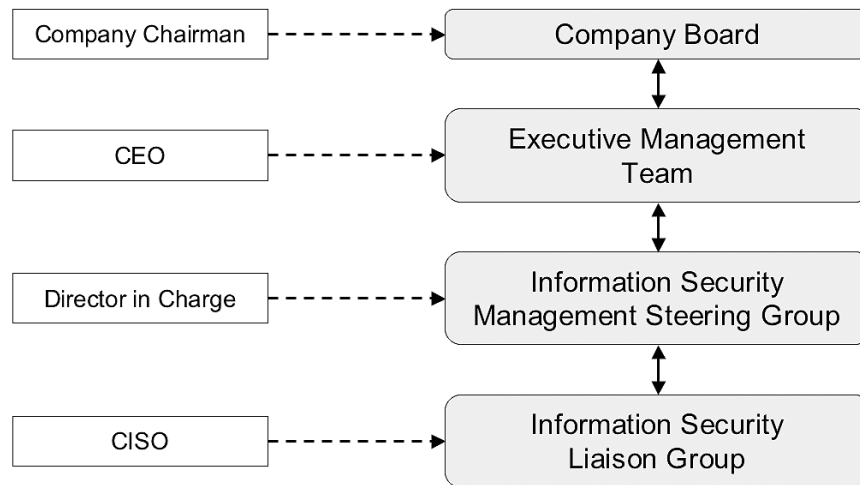 Company Chairman
Company Board
CEO
Executive Management
Team
Director in Charge
Information Security
Management Steering Group
CISO
Information Security
Liaison Group